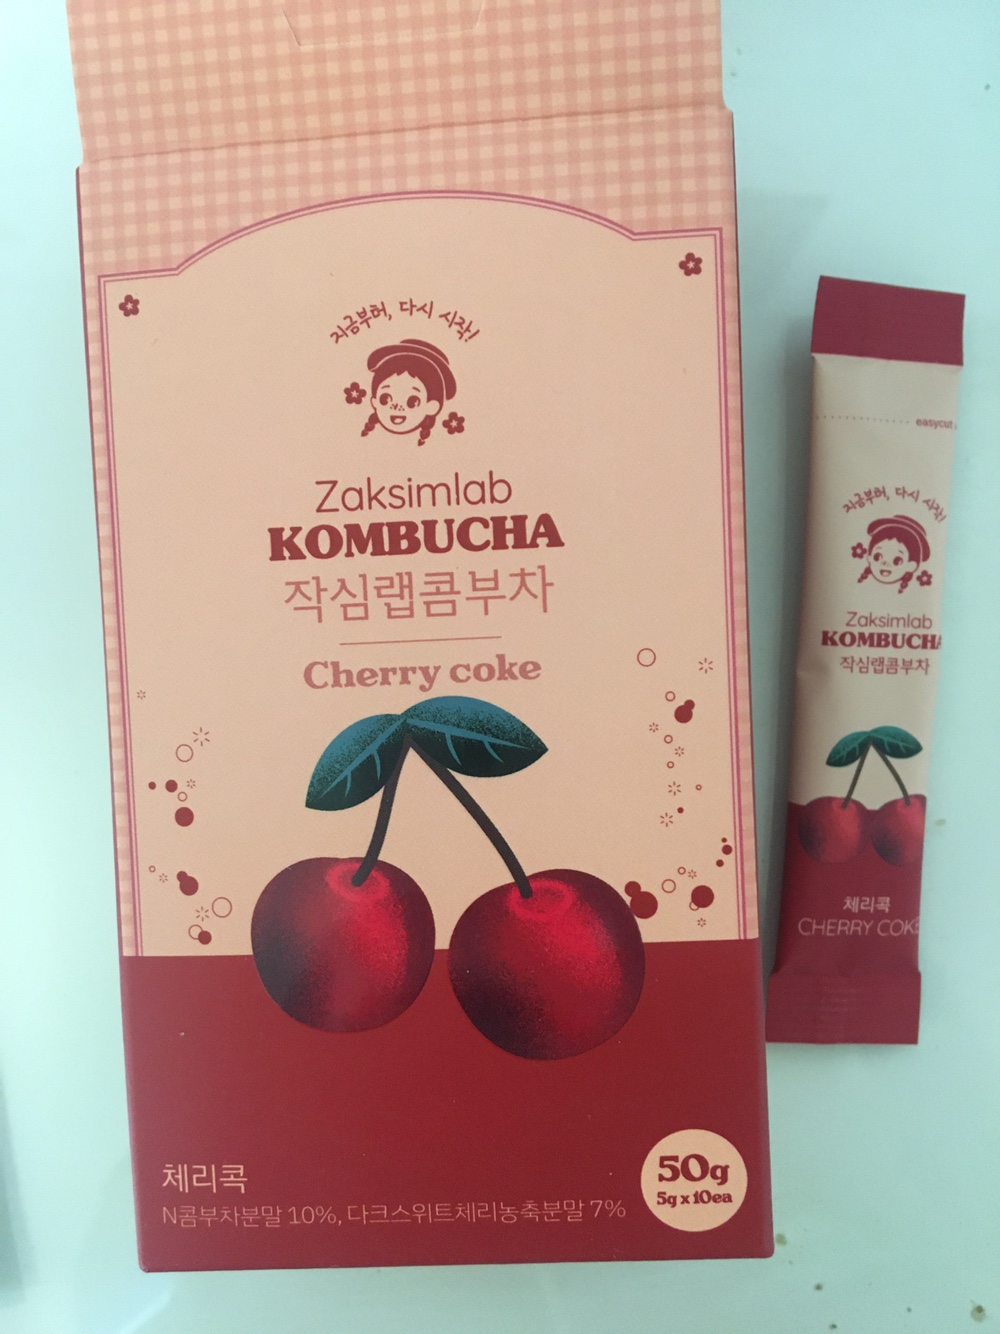 지금부허, 다시 시작!
Zaksimlab
KOMBUCHA
작심랩콤부차
Cherry coke
체리콕
N콤부차분말 10%, 다크스위트체리농축분말 7%
50g
5g x 10ea
easycut
지금부허, 다시 시작!
Zaksimlab
KOMBUCHA
작심랩콤부차
체리콕
CHERRY COKE